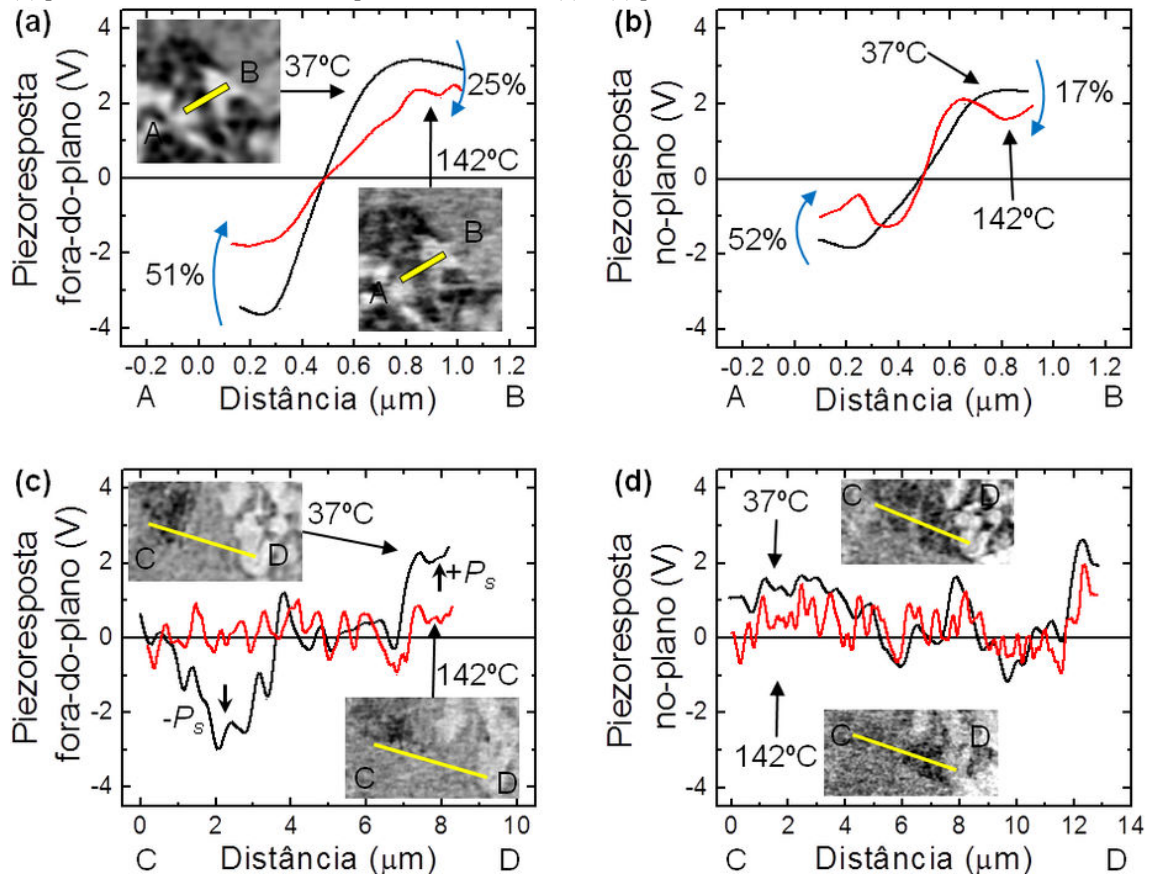 (a)
Piezoresposta
fora-do-plano (V)
4
2
0
-2
-4
A
B
37ºC
25%
142ºC
51%
A
B
-0.2 0.0 0.2 0.4 0.6 0.8 1.0 1.2
A Distância (µm) B
(b)
Piezoresposta
no-plano (V)
4
2
0
-2
-4
37ºC
17%
142ºC
52%
-0.2 0.0 0.2 0.4 0.6 0.8 1.0 1.2
A Distância (µm) B
(c)
Piezoresposta
fora-do-plano (V)
4
2
0
-2
-4
C
D
37ºC
+Ps
-Ps
142ºC
C
D
0 2 4 6 8 10
C Distância (µm) D
(d)
Piezoresposta
no-plano (V)
4
2
0
-2
-4
37ºC
C
D
142ºC
C
D
0 2 4 6 8 10 12 14
C Distância (µm) D